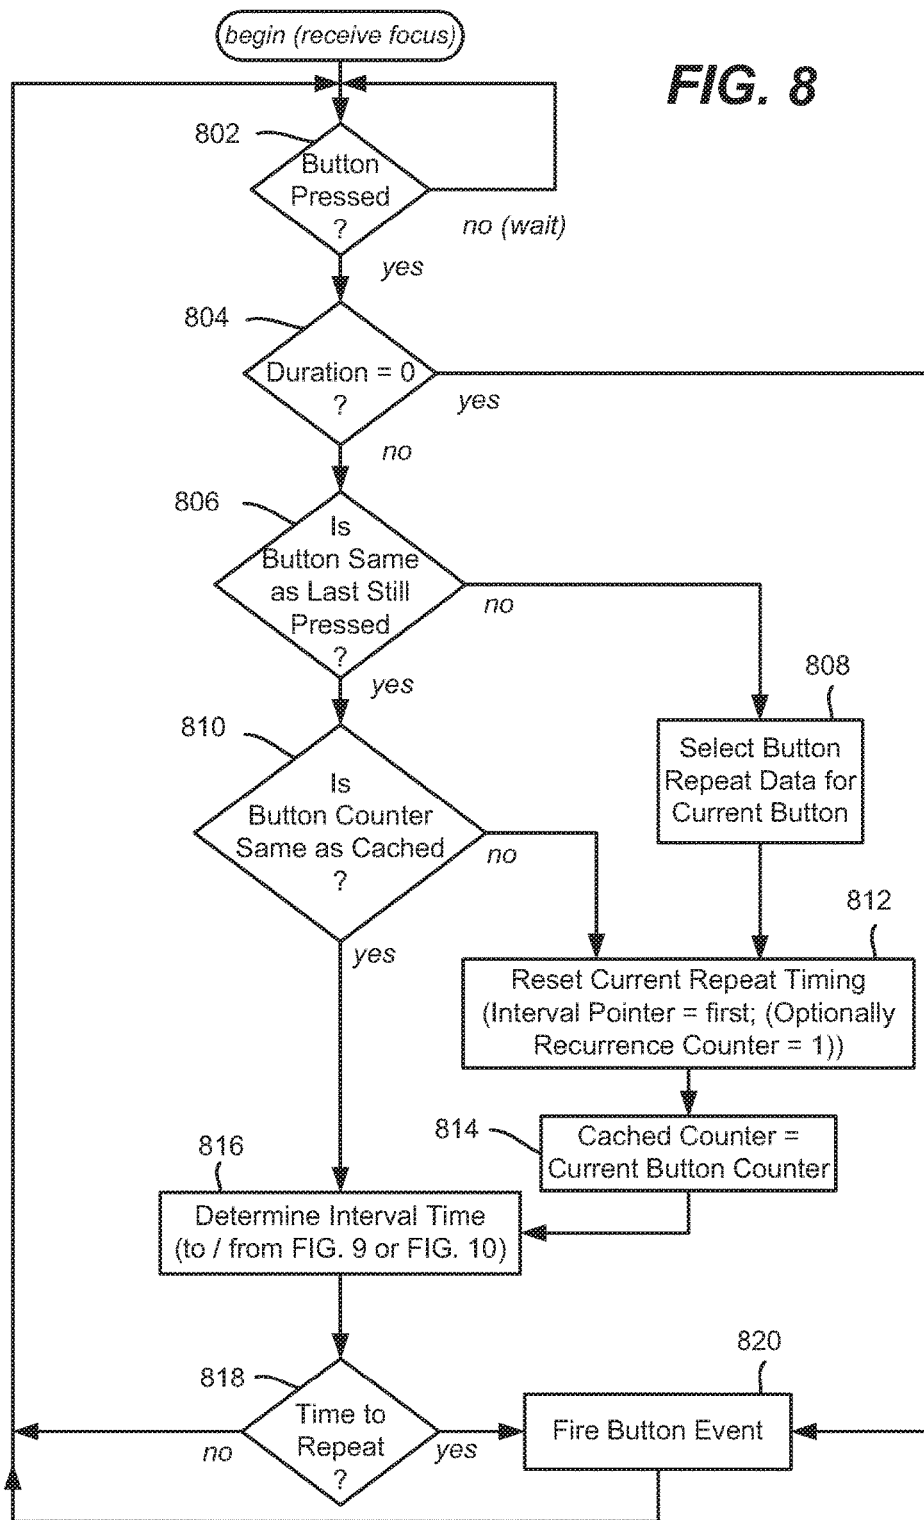 begin (receive focus)
FIG. 8
802
Button
Pressed
?
no (wait)
yes
804
Duration = 0
?
yes
no
806
Is
Button Same
as Last Still
Pressed
?
no
yes
808
Select Button
Repeat Data for
Current Button
810
Is
Button Counter
Same as Cached
?
no
yes
812
Reset Current Repeat Timing
(Interval Pointer = first; (Optionally
Recurrence Counter = 1))
814
Cached Counter =
Current Button Counter
816
Determine Interval Time
(to / from FIG. 9 or FIG. 10)
818
Time to
Repeat
?
no
yes
820
Fire Button Event